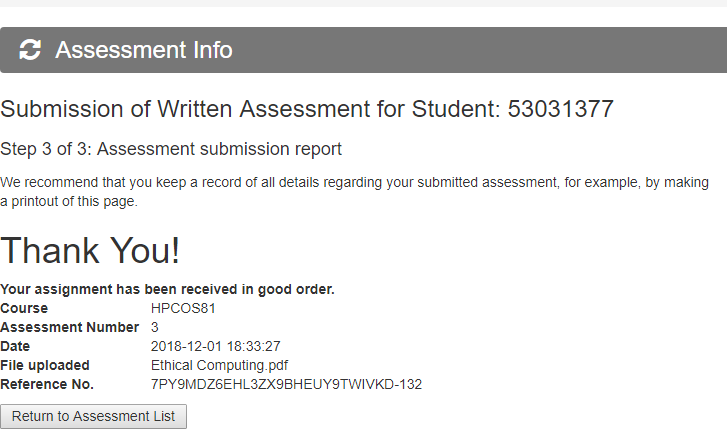 Assessment Info
Submission of Written Assessment for Student: 53031377
Step 3 of 3: Assessment submission report
We recommend that you keep a record of all details regarding your submitted assessment, for example, by making
a printout of this page.
Thank You!
Your assignment has been received in good order.
Course HPCOS81
Assessment Number 3
Date 2018-12-01 18:33:27
File uploaded Ethical Computing.pdf
Reference No. 7PY9MDZ6EHL3ZX9BHEUY9TWIVKD-132
Return to Assessment List